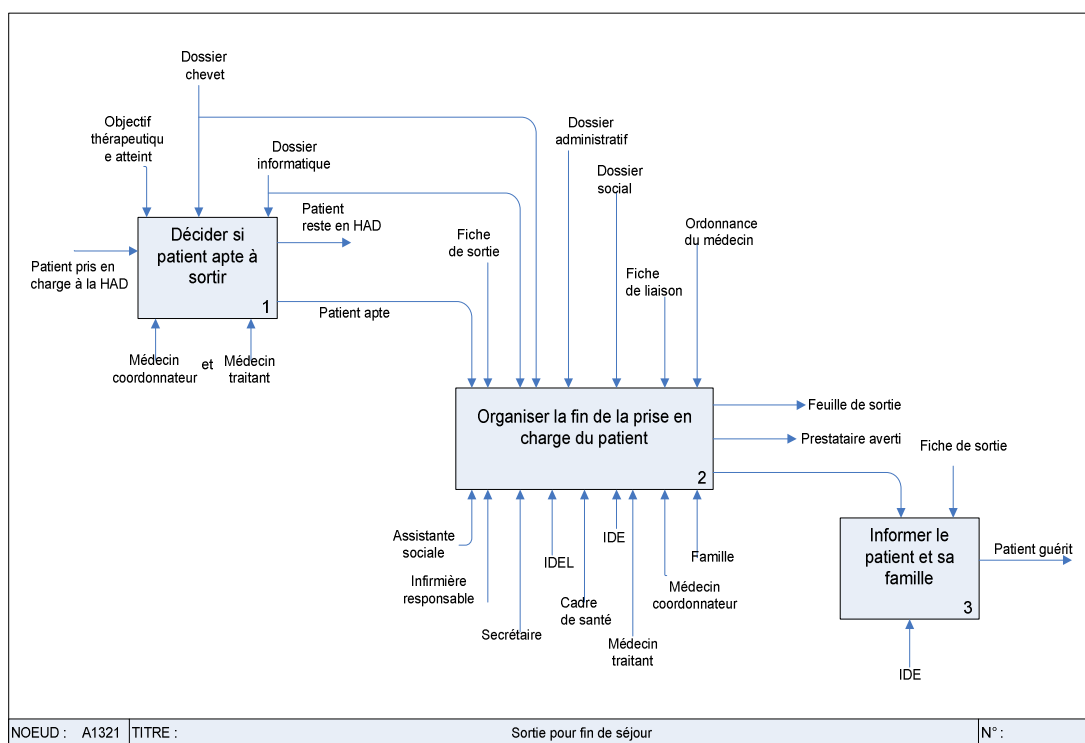 Dossier
chevet
Objectif
thérapeutiqu
e atteint
Dossier
informatique
Dossier
administratif
Dossier
social
Ordonnance
du médecin
Patient
reste en HAD
Fiche
de sortie
Fiche
de liaison
Décider si
patient apte à
sortir
1
Patient pris en
charge à la HAD
Patient apte
Médecin
coordonnateur
et
Médecin
traitant
Organiser la fin de la prise en
charge du patient
2
Feuille de sortie
Prestataire averti
Fiche de sortie
Assistante
sociale
Infirmière
responsable
Secrétaire
IDEL
Cadre
de santé
IDE
Médecin
traitant
Médecin
coordonnateur
Famille
Informer le
patient et sa
famille
3
Patient guérit
IDE
NOEUD : A1321 TITRE : Sortie pour fin de séjour N° :